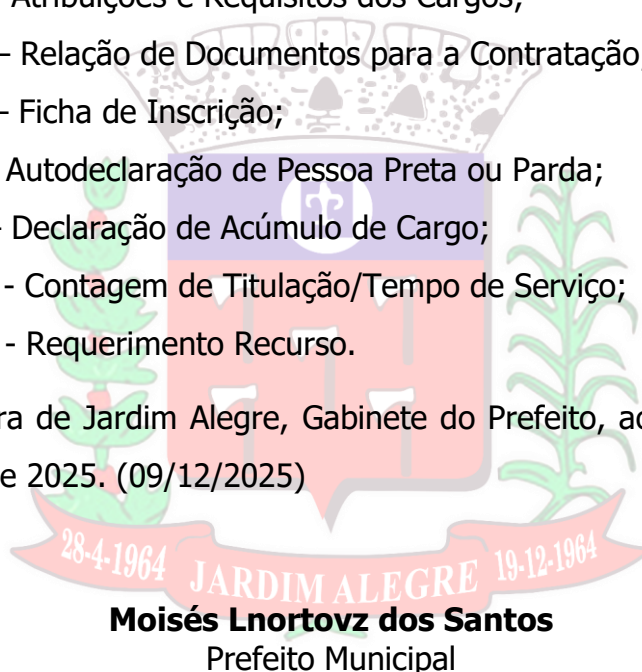 Atribuições e Requisitos dos Cargos;
– Relação de Documentos para a Contratação;
– Ficha de Inscrição;
Autodeclaração de Pessoa Preta ou Parda;
- Declaração de Acúmulo de Cargo;
- Contagem de Titulação/Tempo de Serviço;
- Requerimento Recurso.
ra de Jardim Alegre, Gabinete do Prefeito, ac
e 2025. (09/12/2025)
28-4-1964 JARDIM ALEGRE 19-12-1964
Moisés Lnortovz dos Santos
Prefeito Municipal